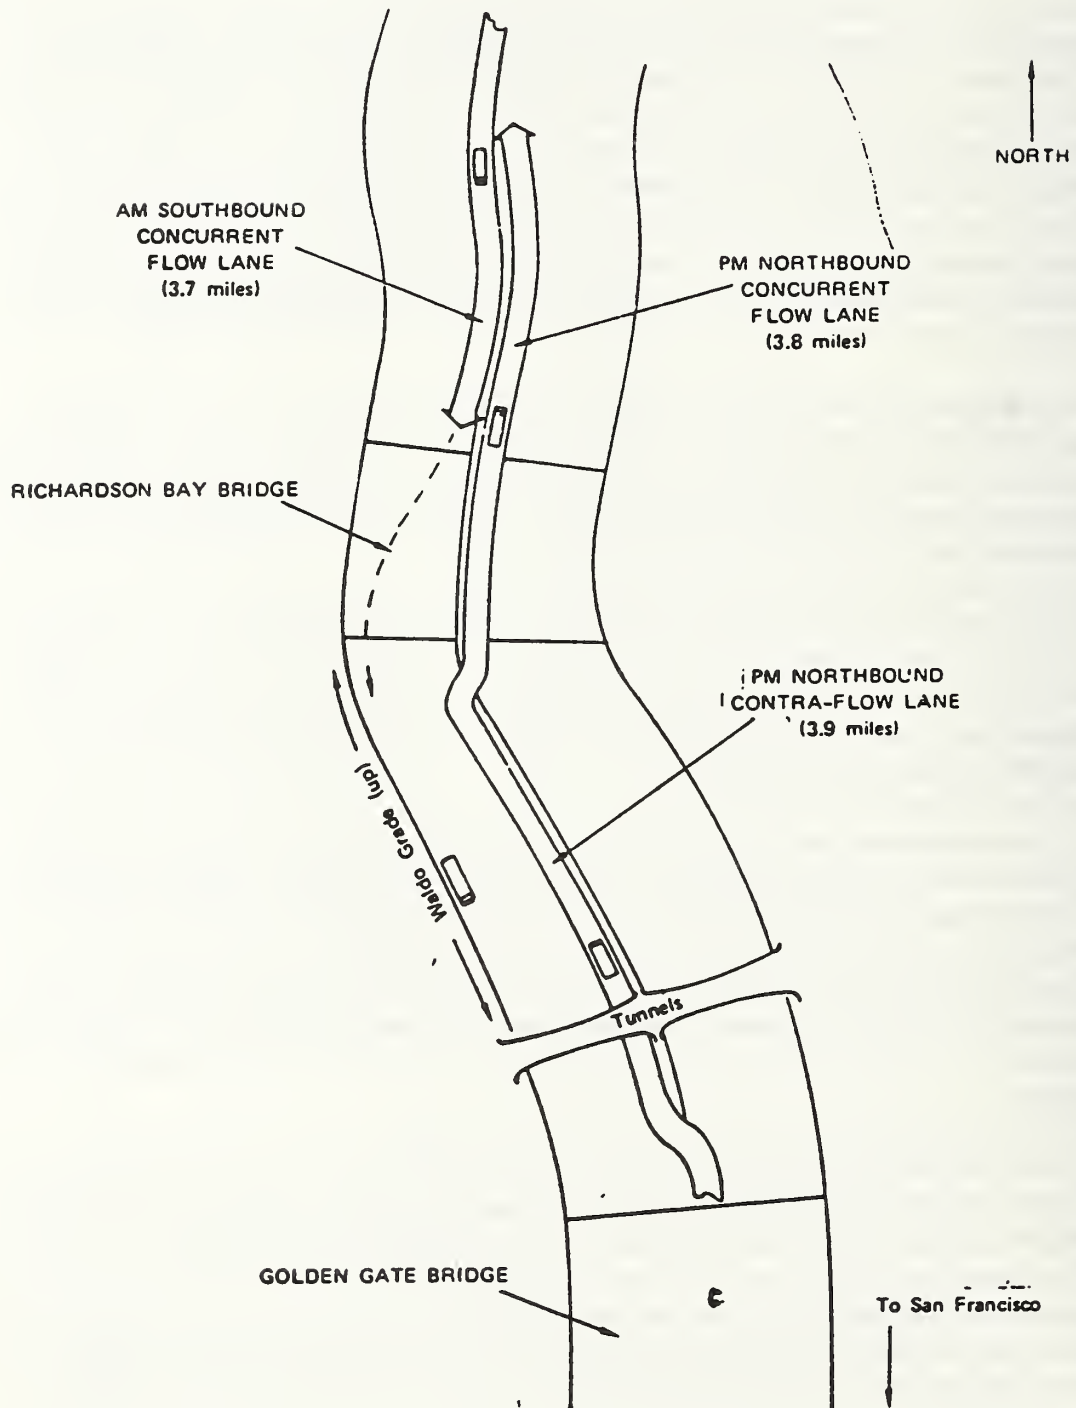 NORTH
AM SOUTHBOUND
CONCURRENT
FLOW LANE
(3.7 miles)
PM NORTHBOUND
CONCURRENT
FLOW LANE
(3.8 miles)
RICHARDSON BAY BRIDGE
PM NORTHBOUND
CONTRA-FLOW LANE
(3.9 miles)
Waldo Grade (up)
Tunnels
GOLDEN GATE BRIDGE
To San Francisco